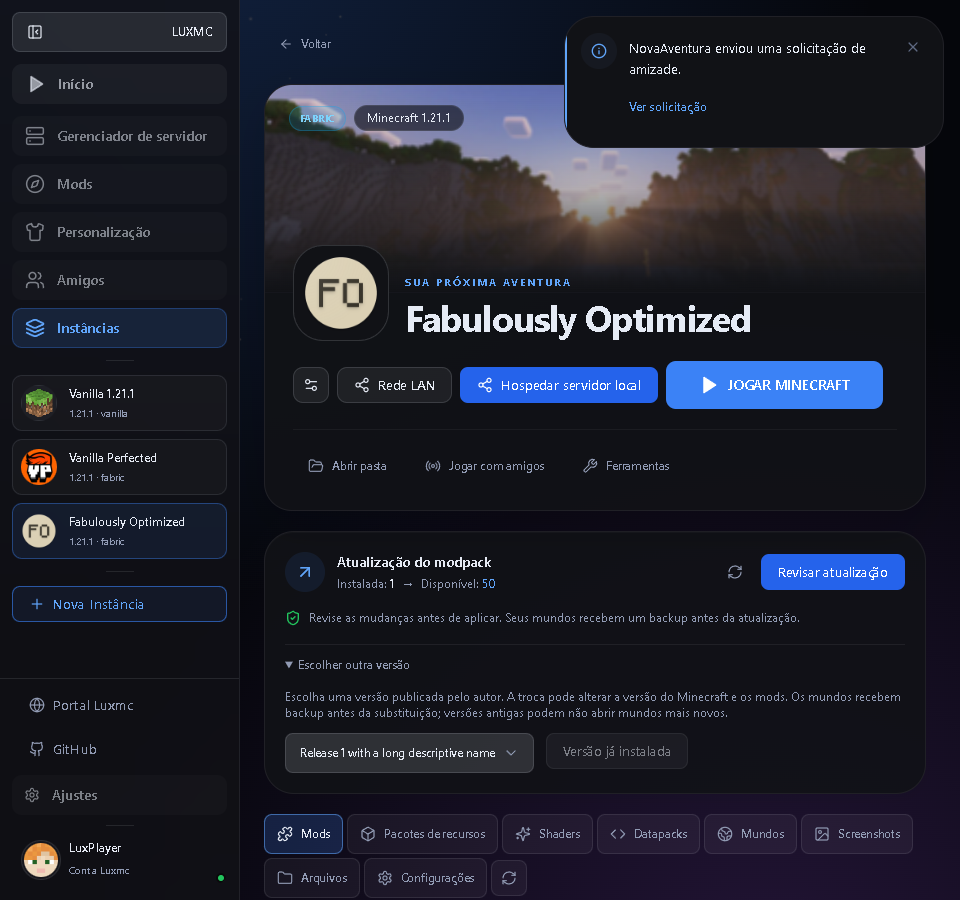 LUXMC
Início
Gerenciador de servidor
Mods
Personalização
Amigos
Instâncias
Vanilla 1.21.1
1.21.1 · vanilla
VP
Vanilla Perfected
1.21.1 · fabric
FO
Fabulously Optimized
1.21.1 · fabric
Nova Instância
Portal Luxmc
GitHub
Ajustes
LuxPlayer
Conta Luxmc
Voltar
NovaAventura enviou uma solicitação de
amizade.
Ver solicitação
FABRIC
Minecraft 1.21.1
FO
SUA PRÓXIMA AVENTURA
Fabulously Optimized
Rede LAN
Hospedar servidor local
JOGAR MINECRAFT
Abrir pasta
Jogar com amigos
Ferramentas
Atualização do modpack
Instalada: 1 → Disponível: 50
Revisar atualização
Revise as mudanças antes de aplicar. Seus mundos recebem um backup antes da atualização.
▼ Escolher outra versão
Escolha uma versão publicada pelo autor. A troca pode alterar a versão do Minecraft e os mods. Os mundos recebem
backup antes da substituição; versões antigas podem não abrir mundos mais novos.
Release 1 with a long descriptive name
Versão já instalada
Mods
Pacotes de recursos
Shaders
Datapacks
Mundos
Screenshots
Arquivos
Configurações